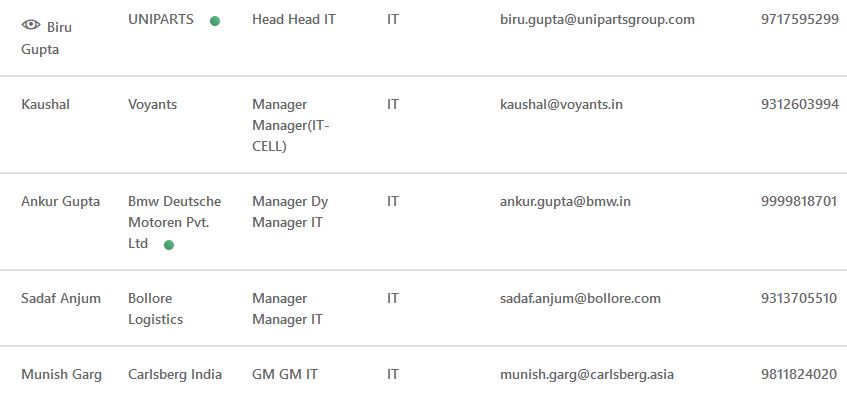 Biru Gupta UNIPARTS Head Head IT IT biru.gupta@unipartsgroup.com 9717595299
Kaushal Voyants Manager Manager(IT-CELL) IT kaushal@voyants.in 9312603994
Ankur Gupta Bmw Deutsche Motoren Pvt. Ltd Manager Dy Manager IT IT ankur.gupta@bmw.in 9999818701
Sadaf Anjum Bollore Logistics Manager Manager IT IT sadaf.anjum@bollore.com 9313705510
Munish Garg Carlsberg India GM GM IT IT munish.garg@carlsberg.asia 9811824020